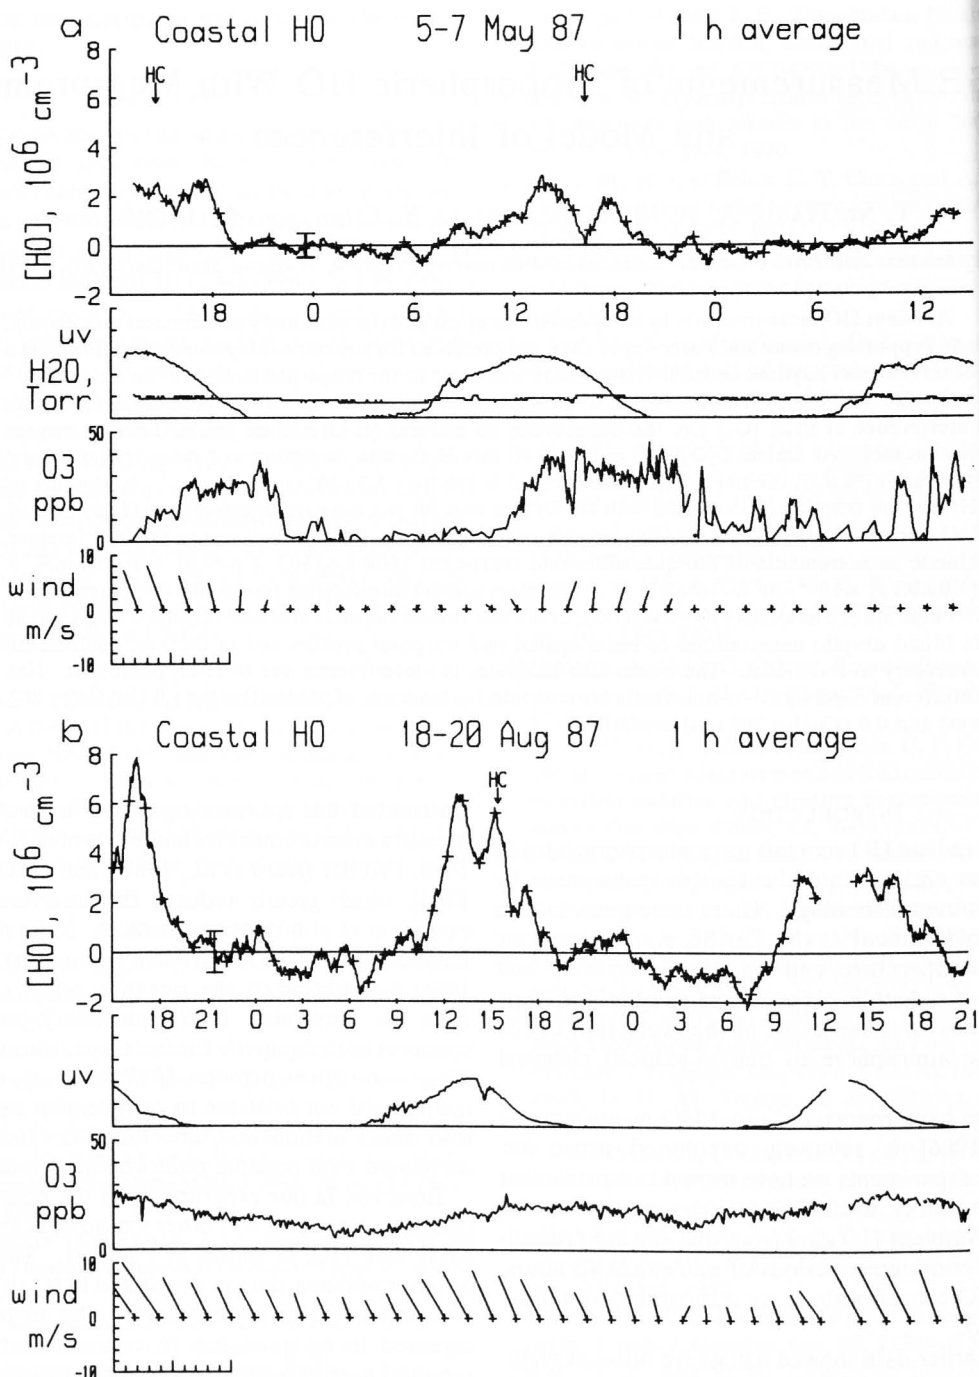 a Coastal HO 5-7 May 87 1 h average
[HO], 10⁶ cm⁻³
8
6
4
2
0
-2
HC HC
18 0 6 12 18 0 6 12
uv
H2O,
Torr
O3
ppb
50
0
wind
m/s
10
0
-10
b Coastal HO 18-20 Aug 87 1 h average
[HO], 10⁶ cm⁻³
8
6
4
2
0
-2
HC
18 21 0 3 6 9 12 15 18 21 0 3 6 9 12 15 18 21
uv
O3
ppb
50
0
wind
m/s
10
0
-10